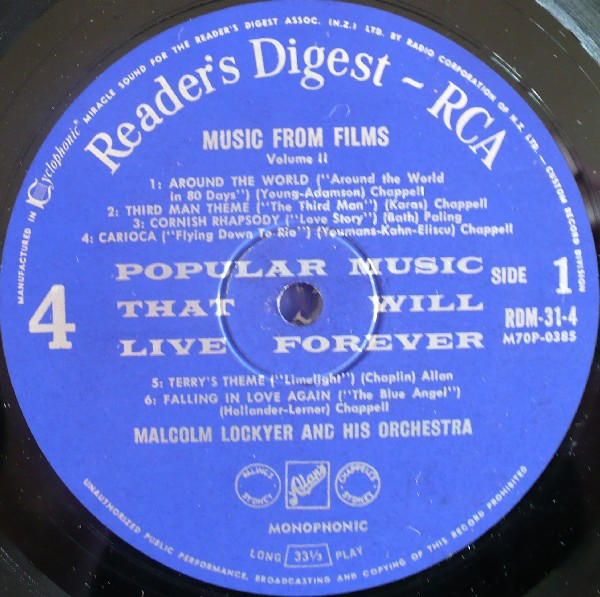 MANUFACTURED IN Cyclophonic® MIRACLE SOUND FOR THE READER'S DIGEST ASSOC. (N.Z.) LTD. BY RADIO CORPORATION OF N.Z. LTD. — CUSTOM RECORD DIVISION
Reader's Digest ~ RCA
MUSIC FROM FILMS
Volume II
1: AROUND THE WORLD ("Around the World
in 80 Days") (Young-Adamson) Chappell
2: THIRD MAN THEME ("The Third Man") (Karas) Chappell
3: CORNISH RHAPSODY ("Love Story") (Bath) Paling
4: CARIOCA ("Flying Down To Rio") (Youmans-Kahn-Eliscu) Chappell
POPULAR MUSIC
SIDE 1
4
THAT WILL
RDM-31-4
LIVE FOREVER
M70P-0385
5: TERRY'S THEME ("Limelight") (Chaplin) Allan
6: FALLING IN LOVE AGAIN ("The Blue Angel")
(Hollander-Lerner) Chappell
MALCOLM LOCKYER AND HIS ORCHESTRA
PALING'S SYDNEY
Allans
CHAPPELL'S SYDNEY
MONOPHONIC
LONG 33⅓ PLAY
UNAUTHORIZED PUBLIC PERFORMANCE, BROADCASTING AND COPYING OF THIS RECORD PROHIBITED